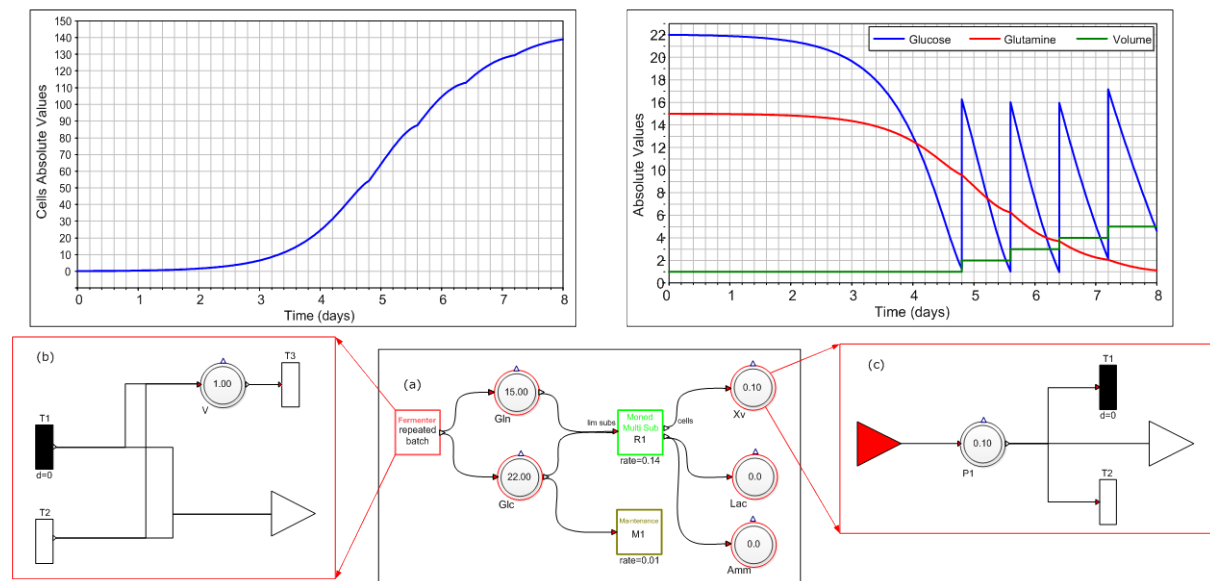 150
140
130
120
110
100
90
80
70
60
50
40
30
20
10
0
Cells Absolute Values
0 1 2 3 4 5 6 7 8
Time (days)
Glucose Glutamine Volume
22
20
18
16
14
12
10
8
6
4
2
0
Absolute Values
0 1 2 3 4 5 6 7 8
Time (days)
(b)
T3
1.00
V
T1
d=0
T2
(a)
15.00
Gln
Fermenter
repeated
batch
22.00
Glc
lim subs
Monod
Multi Sub
R1
rate=0.14
cells
0.10
Xv
0.0
Lac
Maintenance
M1
rate=0.01
0.0
Amm
(c)
T1
d=0
0.10
P1
T2